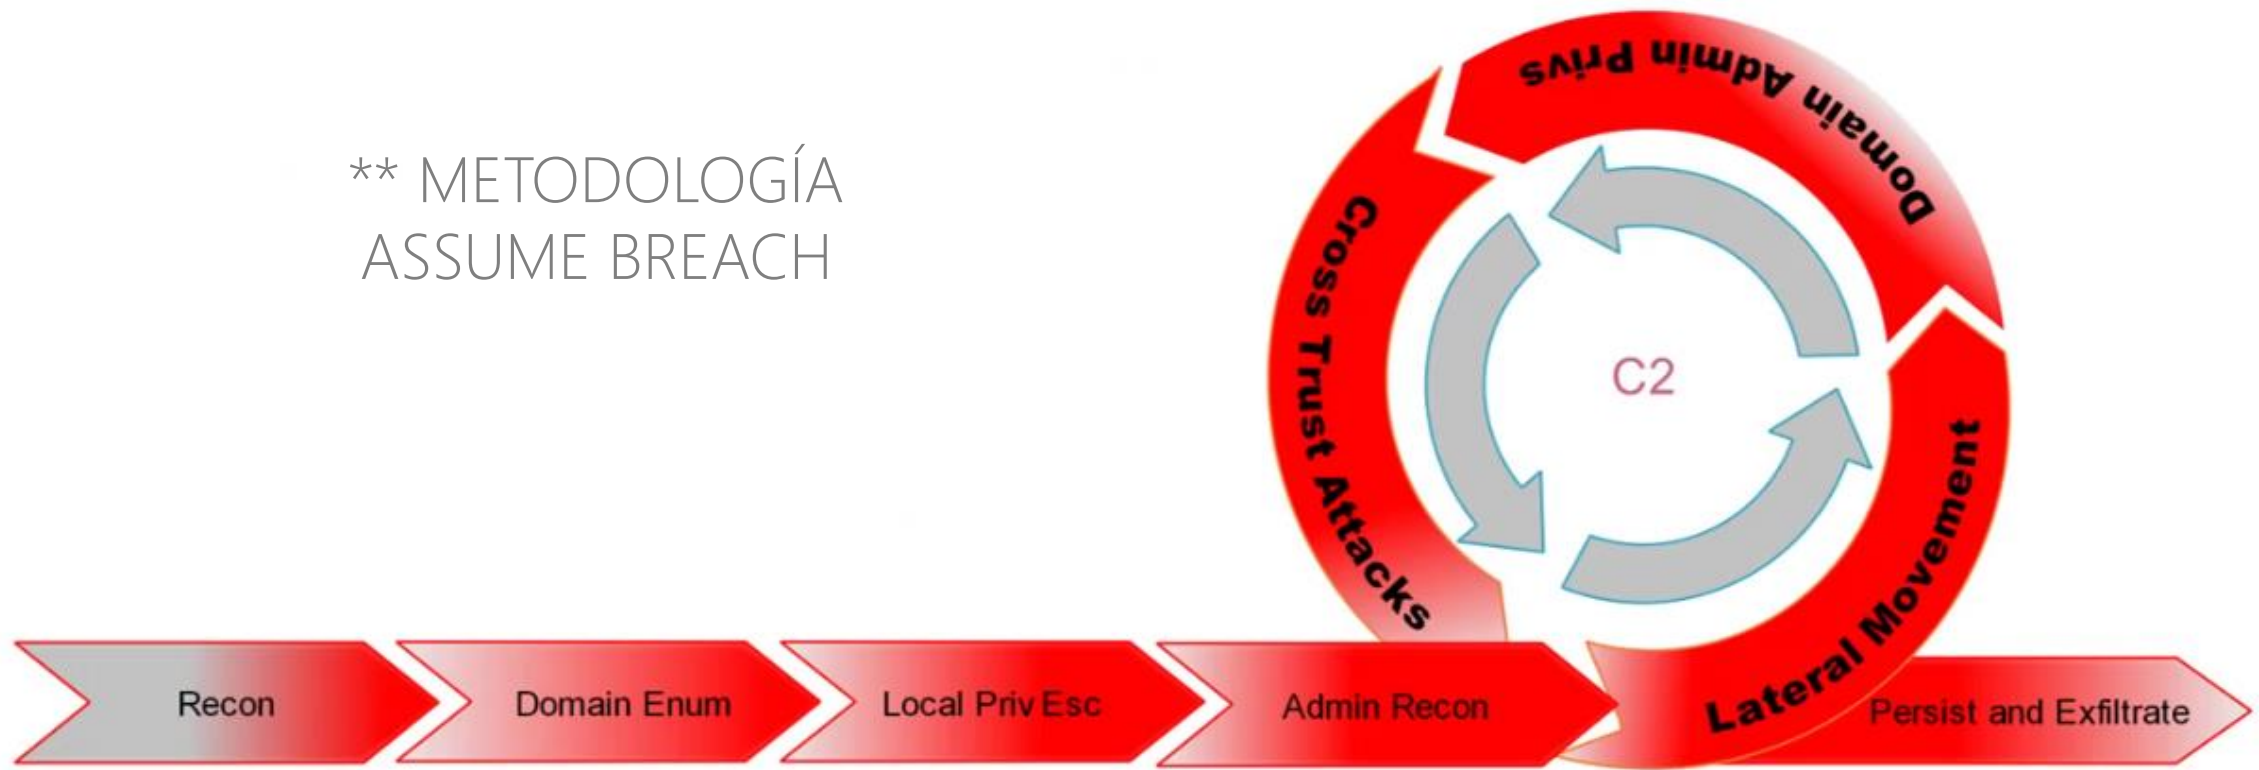 ** METODOLOGÍA
ASSUME BREACH
Domain Admin Privs
Cross Trust Attacks
C2
Lateral Movement
Recon
Domain Enum
Local Priv Esc
Admin Recon
Persist and Exfiltrate